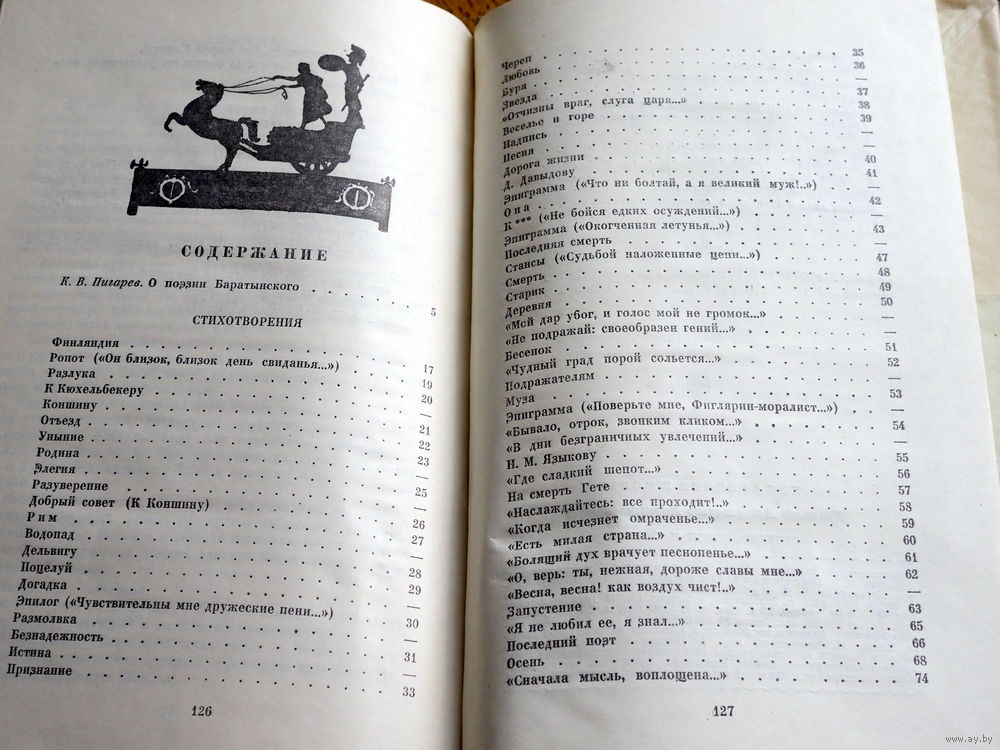 СОДЕРЖАНИЕ
К. В. Пигарев. О поэзии Баратынского . . . . . . . 5
СТИХОТВОРЕНИЯ
Финляндия . . . 17
Ропот («Он близок, близок день свиданья...») . . . 19
Разлука . . . 20
К Кюхельбекеру . . . —
Коншину . . . 21
Отъезд . . . 22
Уныние . . . 23
Родина . . . —
Элегия . . . 25
Разуверение . . . —
Добрый совет (К Коншину) . . . 26
Рим . . . 27
Водопад . . . —
Дельвигу . . . 28
Поцелуй . . . 29
Догадка . . . —
Эпилог («Чувствительны мне дружеские пени...») . . . 30
Размолвка . . . —
Безнадежность . . . 31
Истина . . . —
Признание . . . 33
126
Череп . . . 35
Любовь . . . 36
Буря . . . —
Звезда . . . 37
«Отчизны враг, слуга царя...» . . . 38
Веселье и горе . . . 39
Надпись . . . —
Песня . . . —
Дорога жизни . . . 40
Д. Давыдову . . . 41
Эпиграмма («Что ни болтай, а я великий муж!..») . . . —
Она . . . 42
К *** («Не бойся едких осуждений...») . . . —
Эпиграмма («Окогченная летунья...») . . . 43
Последняя смерть . . . —
Стансы («Судьбой наложенные цепи...») . . . 47
Смерть . . . 48
Старик . . . 49
Деревня . . . 50
«Мой дар убог, и голос мой не громок...» . . . —
«Не подражай: своеобразен гений...» . . . —
Бесенок . . . 51
«Чудный град порой сольется...» . . . 52
Подражателям . . . —
Муза . . . 53
Эпиграмма («Поверьте мне, Фиглярин-моралист...») . . . —
«Бывало, отрок, звонким кликом...» . . . 54
«В дни безграничных увлечений...» . . . —
Н. М. Языкову . . . 55
«Где сладкий шепот...» . . . 56
На смерть Гете . . . 57
«Наслаждайтесь: все проходит!..» . . . 58
«Когда исчезнет омраченье...» . . . 59
«Есть милая страна...» . . . 60
«Болящий дух врачует песнопенье...» . . . 61
«О, верь: ты, нежная, дороже славы мне...» . . . 62
«Весна, весна! как воздух чист!..» . . . —
Запустение . . . 63
«Я не любил ее, я знал...» . . . 65
Последний поэт . . . 66
Осень . . . 68
«Сначала мысль, воплощена...» . . . 74
127
www.ay.by